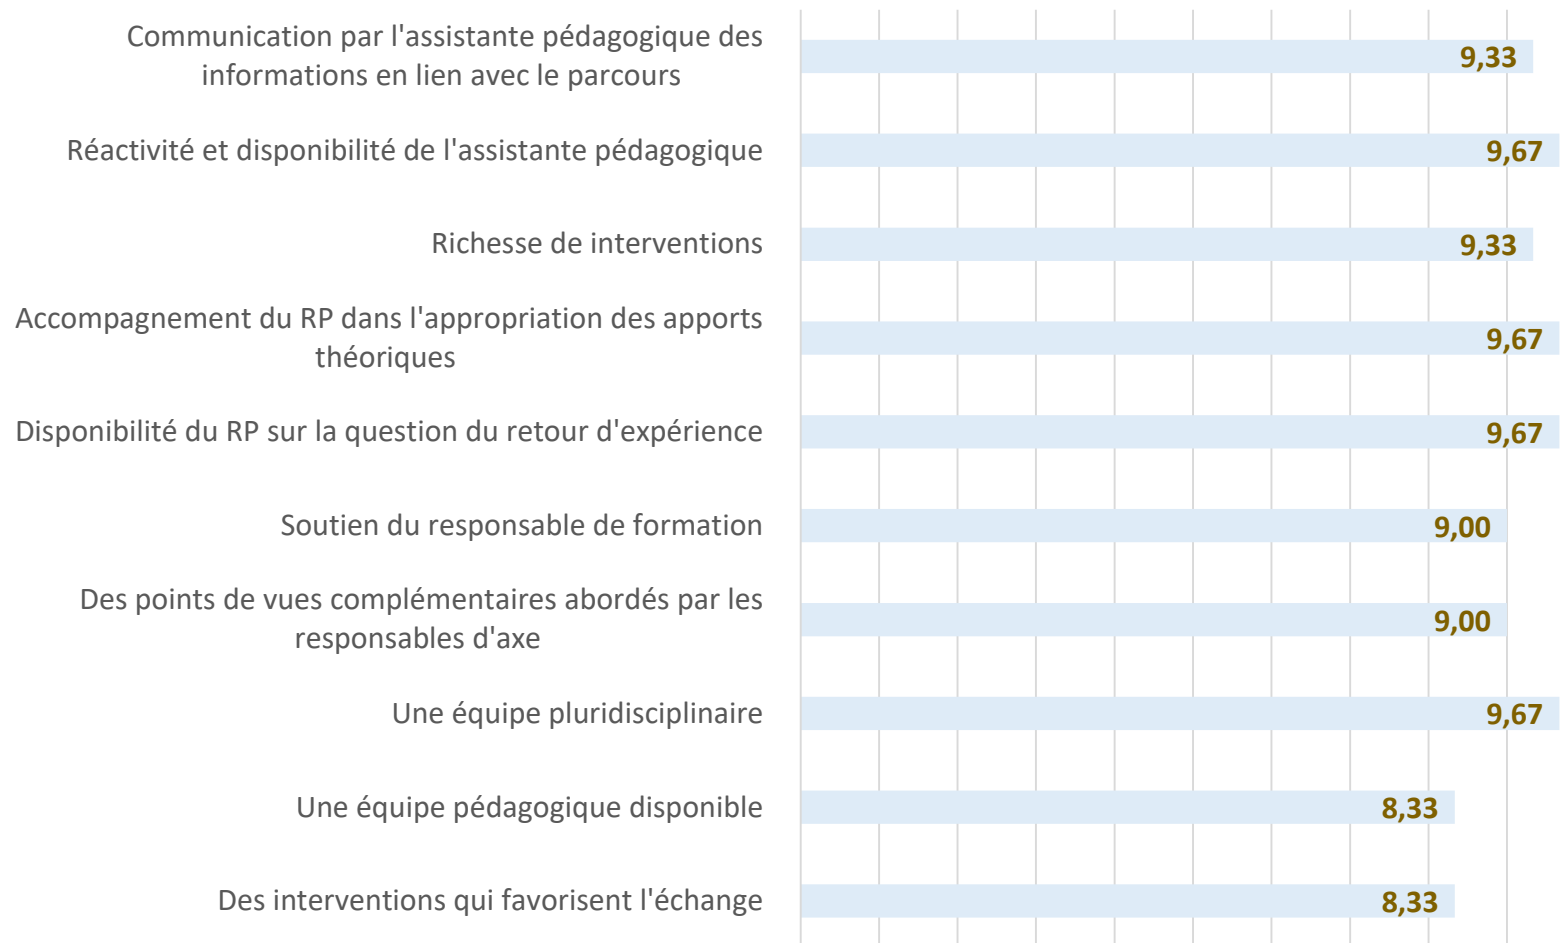 Communication par l'assistante pédagogique des
informations en lien avec le parcours
9,33
Réactivité et disponibilité de l'assistante pédagogique
9,67
Richesse de interventions
9,33
Accompagnement du RP dans l'appropriation des apports
théoriques
9,67
Disponibilité du RP sur la question du retour d'expérience
9,67
Soutien du responsable de formation
9,00
Des points de vues complémentaires abordés par les
responsables d'axe
9,00
Une équipe pluridisciplinaire
9,67
Une équipe pédagogique disponible
8,33
Des interventions qui favorisent l'échange
8,33